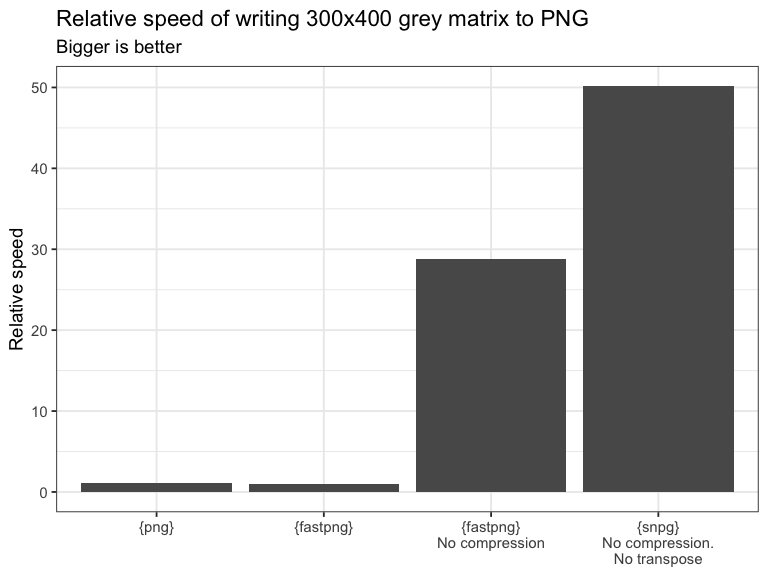 Relative speed of writing 300x400 grey matrix to PNG
Bigger is better
Relative speed
50
40
30
20
10
0
{png}
{fastpng}
{fastpng}
No compression
{snpg}
No compression.
No transpose